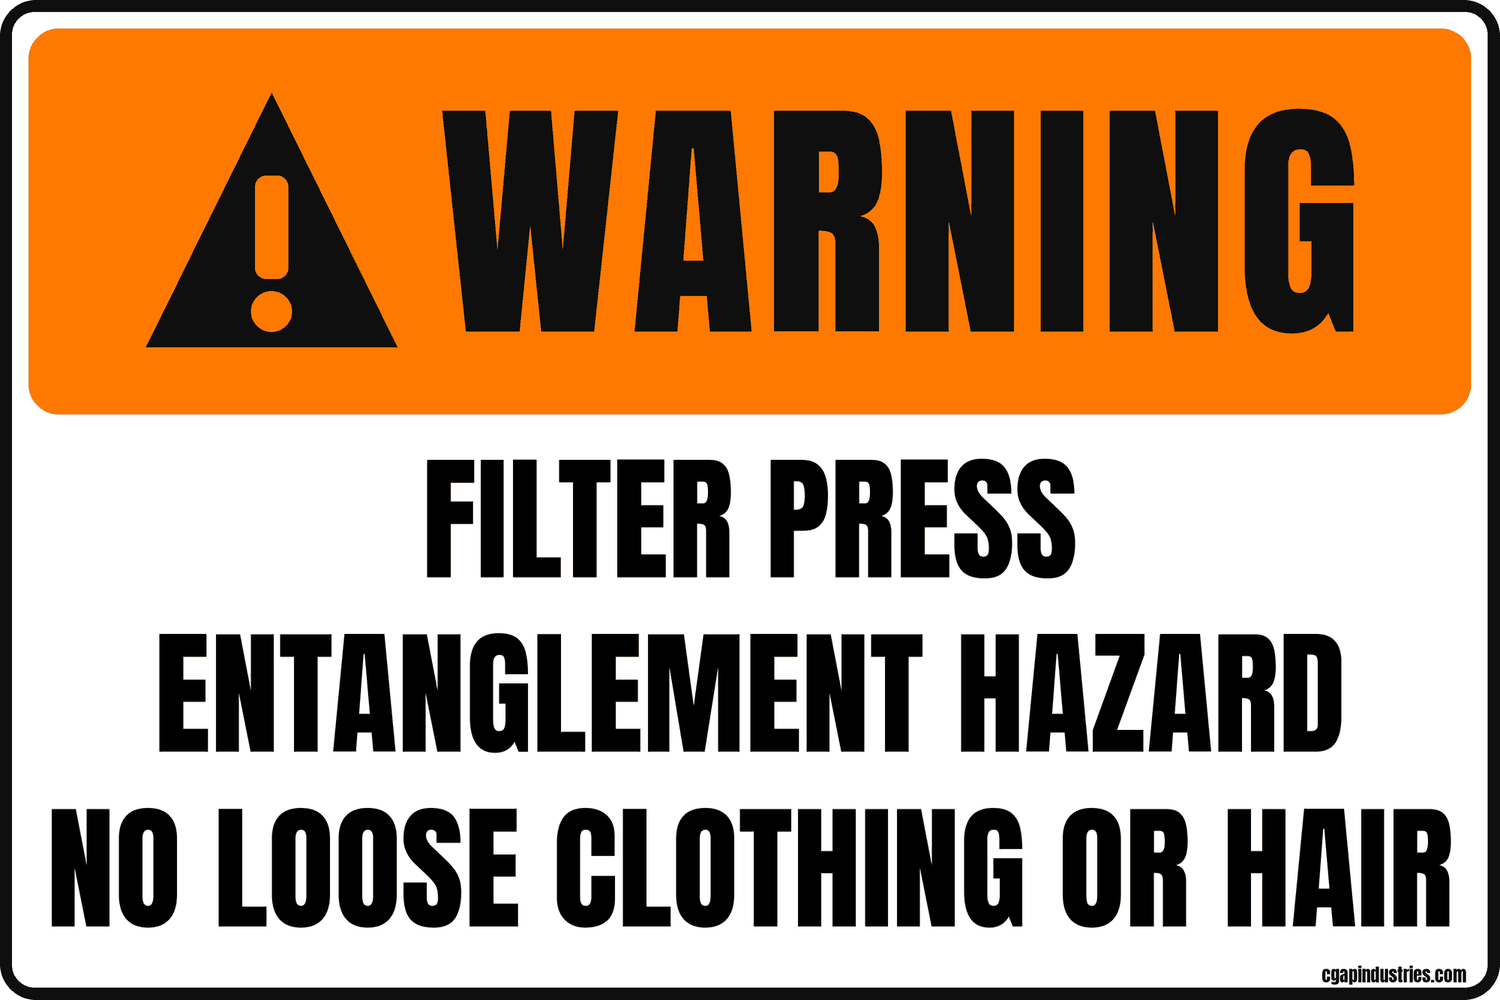 WARNING
FILTER PRESS
ENTANGLEMENT HAZARD
NO LOOSE CLOTHING OR HAIR
cgapindustries.com